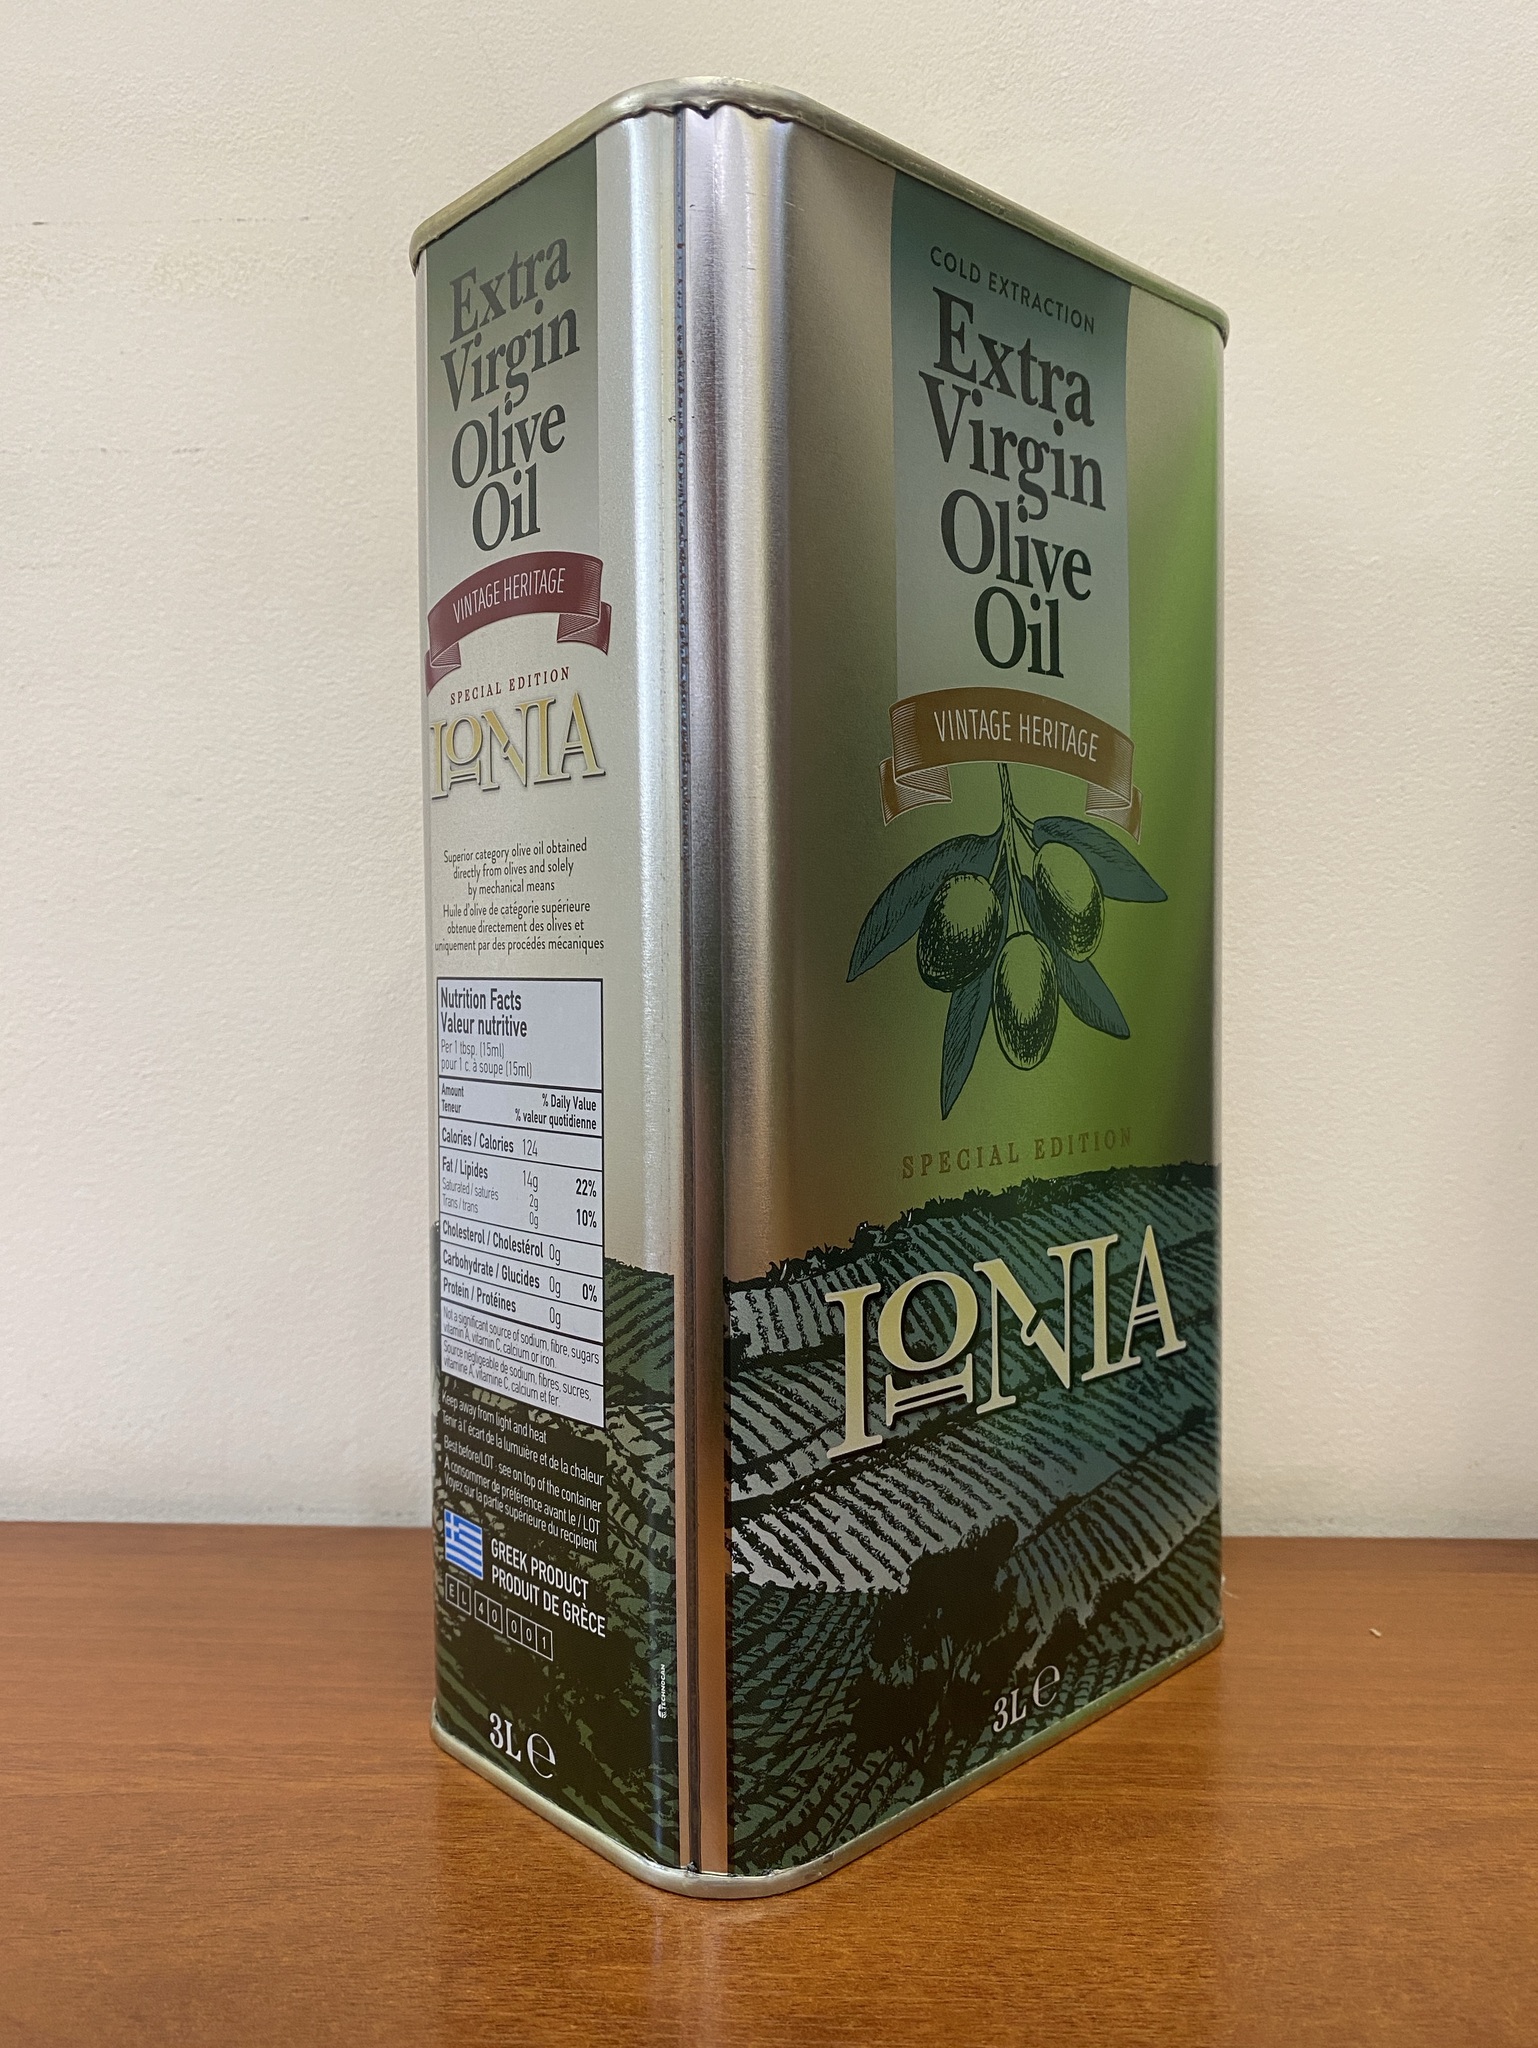 Extra
Virgin
Olive
Oil
VINTAGE HERITAGE
SPECIAL EDITION
IONIA
Superior category olive oil obtained
directly from olives and solely
by mechanical means
Huile d'olive de catégorie supérieure
obtenue directement des olives et
uniquement par des procédés mécaniques
Nutrition Facts
Valeur nutritive
Per 1 tbsp. (15ml)
pour 1 c. à soupe (15ml)
Amount % Daily Value
Teneur % valeur quotidienne
Calories / Calories 124
Fat / Lipides 14g 22%
Saturated / saturés 2g 10%
Trans / trans 0g
Cholesterol / Cholestérol 0g
Carbohydrate / Glucides 0g 0%
Protein / Protéines 0g
Not a significant source of sodium, fibre, sugars
vitamin A, vitamin C, calcium or iron.
Source négligeable de sodium, fibres, sucres,
vitamine A, vitamine C, calcium et fer.
Keep away from light and heat
Tenir à l'écart de la lumuière et de la chaleur
Best before/LOT : see on top of the container
À consommer de préférence avant le / LOT
Voyez sur la partie supérieure du recipient
GREEK PRODUCT
PRODUIT DE GRÈCE
EL 40 001
3L ℮
TECHNOCAN
COLD EXTRACTION
Extra
Virgin
Olive
Oil
VINTAGE HERITAGE
SPECIAL EDITION
IONIA
3L ℮